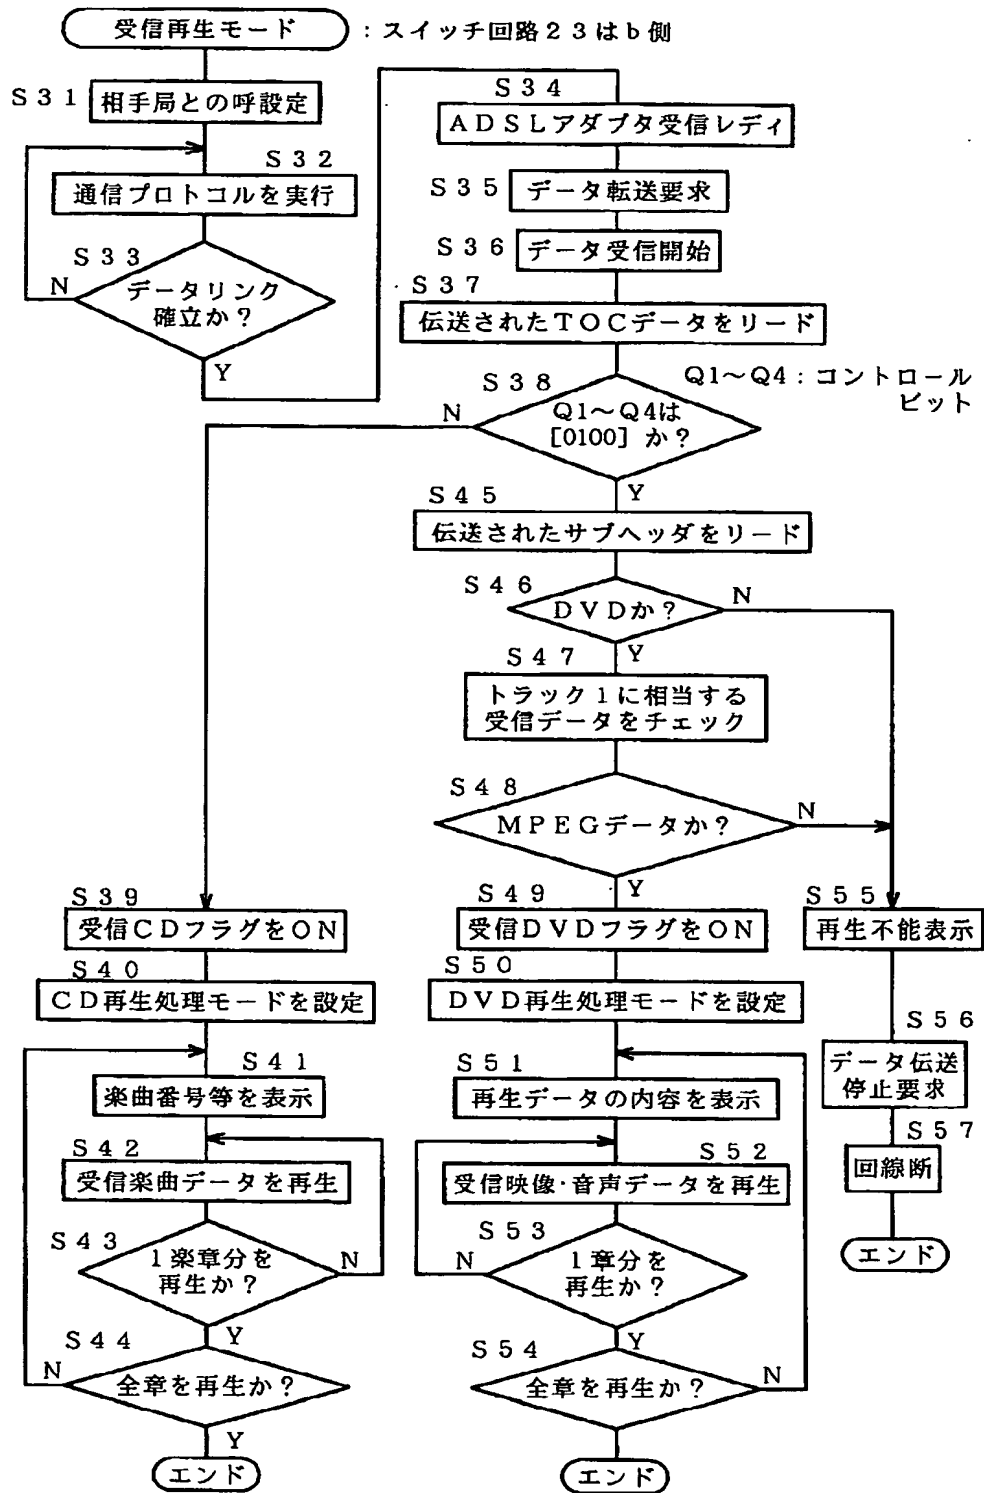 受信再生モード
：スイッチ回路２３はｂ側
Ｓ３１
相手局との呼設定
Ｓ３２
通信プロトコルを実行
Ｓ３３
データリンク
確立か？
N
Y
Ｓ３４
ＡＤＳＬアダプタ受信レディ
Ｓ３５
データ転送要求
Ｓ３６
データ受信開始
Ｓ３７
伝送されたＴＯＣデータをリード
Ｓ３８
Q1〜Q4は
[0100] か？
Q1〜Q4：コントロール
ビット
N
Y
Ｓ４５
伝送されたサブヘッダをリード
Ｓ４６
ＤＶＤか？
N
Y
Ｓ４７
トラック１に相当する
受信データをチェック
Ｓ４８
ＭＰＥＧデータか？
N
Y
Ｓ３９
受信ＣＤフラグをＯＮ
Ｓ４０
ＣＤ再生処理モードを設定
Ｓ４１
楽曲番号等を表示
Ｓ４２
受信楽曲データを再生
Ｓ４３
１楽章分を
再生か？
N
Y
Ｓ４４
全章を再生か？
N
Y
エンド
Ｓ４９
受信ＤＶＤフラグをＯＮ
Ｓ５０
ＤＶＤ再生処理モードを設定
Ｓ５１
再生データの内容を表示
Ｓ５２
受信映像・音声データを再生
Ｓ５３
１章分を
再生か？
N
Y
Ｓ５４
全章を再生か？
N
Y
エンド
Ｓ５５
再生不能表示
Ｓ５６
データ伝送
停止要求
Ｓ５７
回線断
エンド